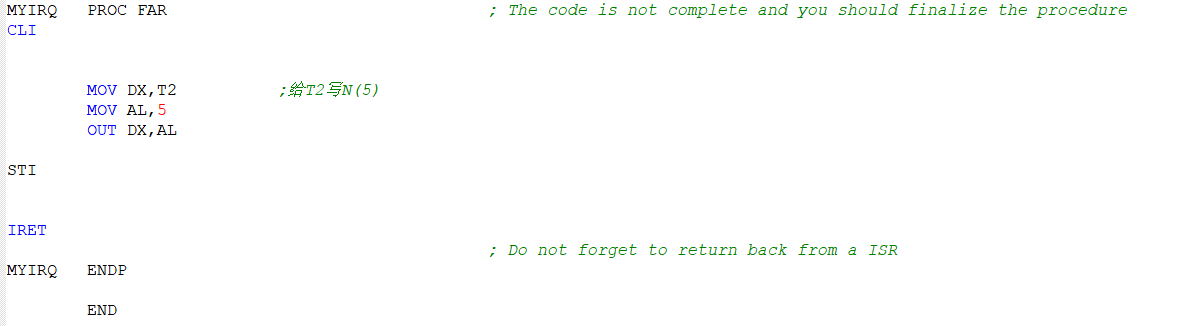 MYIRQ PROC FAR ; The code is not complete and you should finalize the procedure
CLI
MOV DX,T2 ;给T2写N(5)
MOV AL,5
OUT DX,AL
STI
IRET
; Do not forget to return back from a ISR
MYIRQ ENDP
END